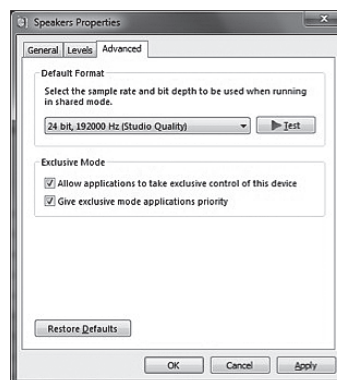 Speakers Properties
General Levels Advanced
Default Format
Select the sample rate and bit depth to be used when running
in shared mode.
24 bit, 192000 Hz (Studio Quality) Test
Exclusive Mode
Allow applications to take exclusive control of this device
Give exclusive mode applications priority
Restore Defaults
OK Cancel Apply